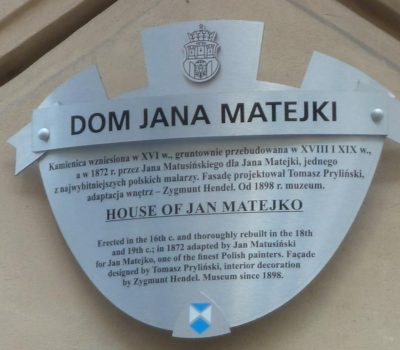 DOM JANA MATEJKI
Kamienica wzniesiona w XVI w., gruntownie przebudowana w XVIII I XIX w.,
a w 1872 r. przez Jana Matusińskiego dla Jana Matejki, jednego
z najwybitniejszych polskich malarzy. Fasadę projektował Tomasz Pryliński,
adaptacja wnętrz – Zygmunt Hendel. Od 1898 r. muzeum.
HOUSE OF JAN MATEJKO
Erected in the 16th c. and thoroughly rebuilt in the 18th
and 19th c.; in 1872 adapted by Jan Matusiński
for Jan Matejko, one of the finest Polish painters. Façade
designed by Tomasz Pryliński, interior decoration
by Zygmunt Hendel. Museum since 1898.